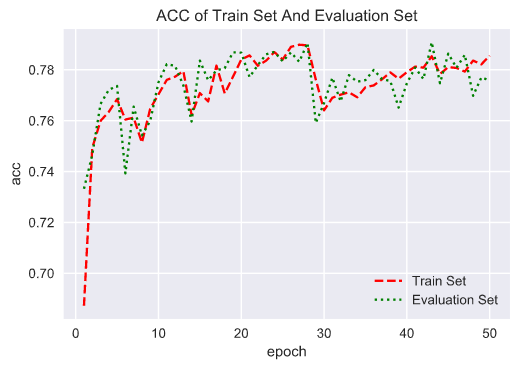 ACC of Train Set And Evaluation Set
0.78
0.76
0.74
0.72
0.70
acc
0 10 20 30 40 50
epoch
Train Set
Evaluation Set